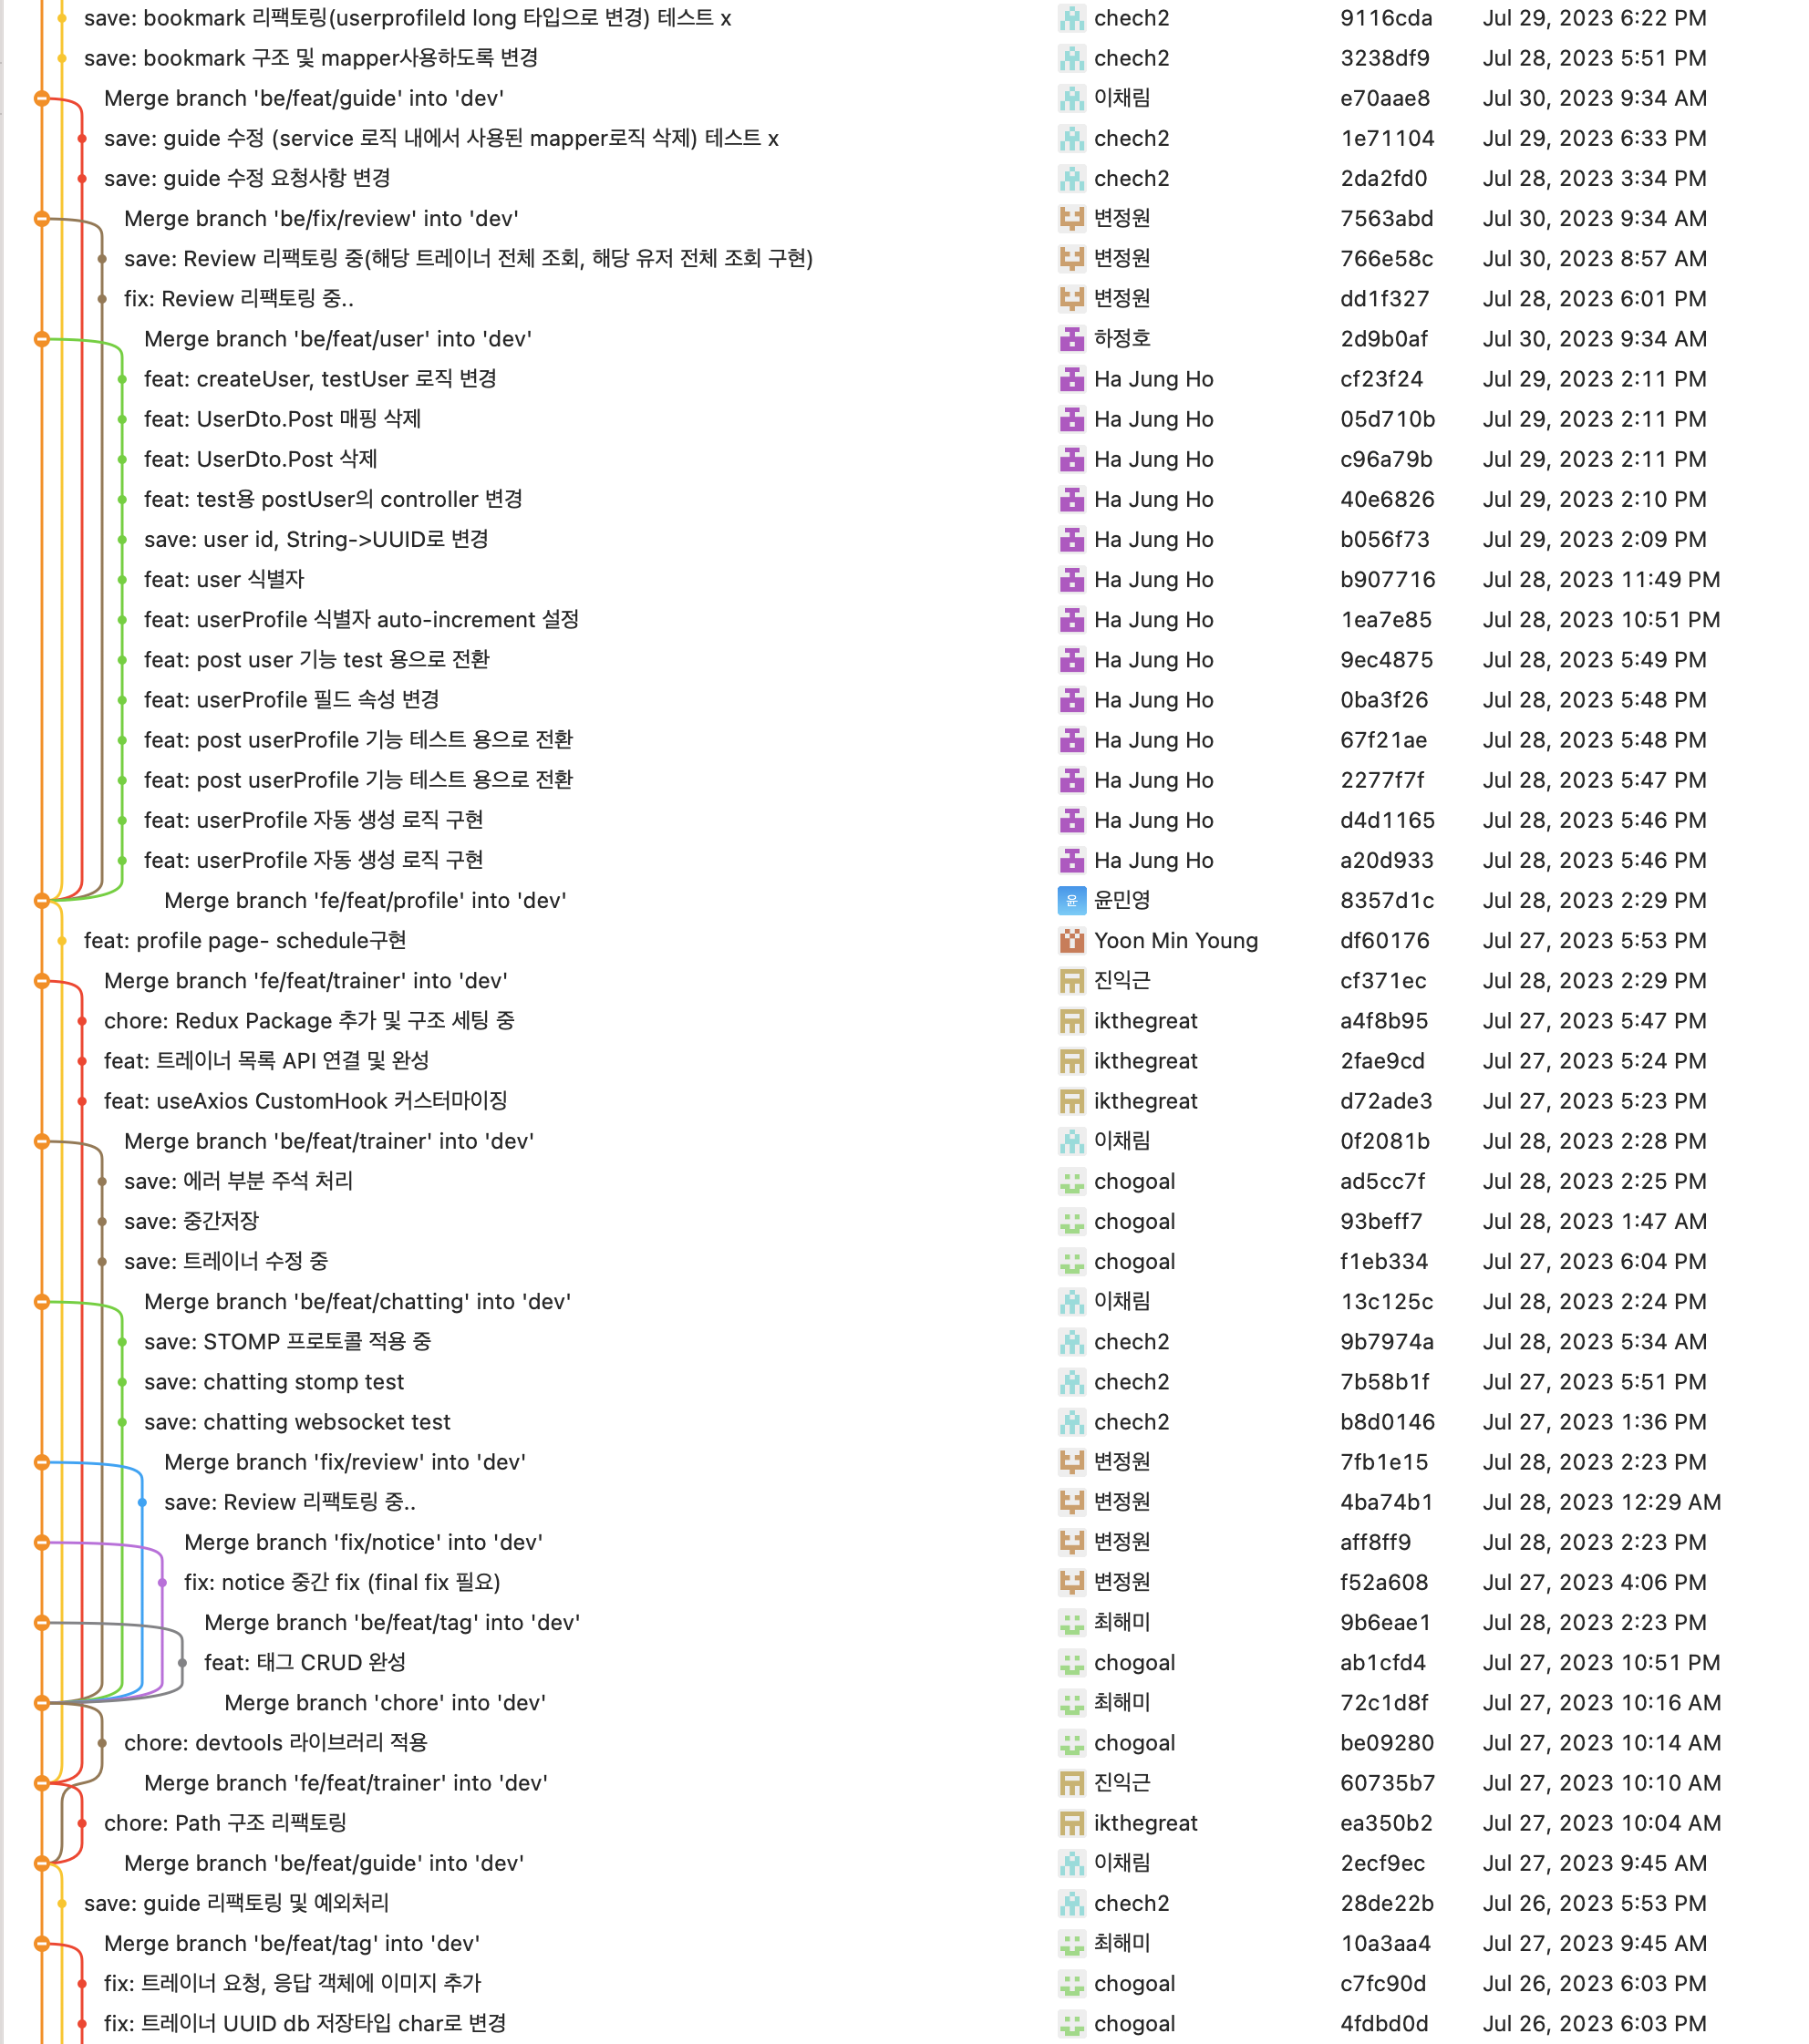 save: bookmark 리팩토링(userprofileId long 타입으로 변경) 테스트 x chech2 9116cda Jul 29, 2023 6:22 PM
save: bookmark 구조 및 mapper사용하도록 변경 chech2 3238df9 Jul 28, 2023 5:51 PM
Merge branch 'be/feat/guide' into 'dev' 이채림 e70aae8 Jul 30, 2023 9:34 AM
save: guide 수정 (service 로직 내에서 사용된 mapper로직 삭제) 테스트 x chech2 1e71104 Jul 29, 2023 6:33 PM
save: guide 수정 요청사항 변경 chech2 2da2fd0 Jul 28, 2023 3:34 PM
Merge branch 'be/fix/review' into 'dev' 변정원 7563abd Jul 30, 2023 9:34 AM
save: Review 리팩토링 중(해당 트레이너 전체 조회, 해당 유저 전체 조회 구현) 변정원 766e58c Jul 30, 2023 8:57 AM
fix: Review 리팩토링 중.. 변정원 dd1f327 Jul 28, 2023 6:01 PM
Merge branch 'be/feat/user' into 'dev' 하정호 2d9b0af Jul 30, 2023 9:34 AM
feat: createUser, testUser 로직 변경 Ha Jung Ho cf23f24 Jul 29, 2023 2:11 PM
feat: UserDto.Post 매핑 삭제 Ha Jung Ho 05d710b Jul 29, 2023 2:11 PM
feat: UserDto.Post 삭제 Ha Jung Ho c96a79b Jul 29, 2023 2:11 PM
feat: test용 postUser의 controller 변경 Ha Jung Ho 40e6826 Jul 29, 2023 2:10 PM
save: user id, String->UUID로 변경 Ha Jung Ho b056f73 Jul 29, 2023 2:09 PM
feat: user 식별자 Ha Jung Ho b907716 Jul 28, 2023 11:49 PM
feat: userProfile 식별자 auto-increment 설정 Ha Jung Ho 1ea7e85 Jul 28, 2023 10:51 PM
feat: post user 기능 test 용으로 전환 Ha Jung Ho 9ec4875 Jul 28, 2023 5:49 PM
feat: userProfile 필드 속성 변경 Ha Jung Ho 0ba3f26 Jul 28, 2023 5:48 PM
feat: post userProfile 기능 테스트 용으로 전환 Ha Jung Ho 67f21ae Jul 28, 2023 5:48 PM
feat: post userProfile 기능 테스트 용으로 전환 Ha Jung Ho 2277f7f Jul 28, 2023 5:47 PM
feat: userProfile 자동 생성 로직 구현 Ha Jung Ho d4d1165 Jul 28, 2023 5:46 PM
feat: userProfile 자동 생성 로직 구현 Ha Jung Ho a20d933 Jul 28, 2023 5:46 PM
Merge branch 'fe/feat/profile' into 'dev' 윤 윤민영 8357d1c Jul 28, 2023 2:29 PM
feat: profile page- schedule구현 Yoon Min Young df60176 Jul 27, 2023 5:53 PM
Merge branch 'fe/feat/trainer' into 'dev' 진익근 cf371ec Jul 28, 2023 2:29 PM
chore: Redux Package 추가 및 구조 세팅 중 ikthegreat a4f8b95 Jul 27, 2023 5:47 PM
feat: 트레이너 목록 API 연결 및 완성 ikthegreat 2fae9cd Jul 27, 2023 5:24 PM
feat: useAxios CustomHook 커스터마이징 ikthegreat d72ade3 Jul 27, 2023 5:23 PM
Merge branch 'be/feat/trainer' into 'dev' 이채림 0f2081b Jul 28, 2023 2:28 PM
save: 에러 부분 주석 처리 chogoal ad5cc7f Jul 28, 2023 2:25 PM
save: 중간저장 chogoal 93beff7 Jul 28, 2023 1:47 AM
save: 트레이너 수정 중 chogoal f1eb334 Jul 27, 2023 6:04 PM
Merge branch 'be/feat/chatting' into 'dev' 이채림 13c125c Jul 28, 2023 2:24 PM
save: STOMP 프로토콜 적용 중 chech2 9b7974a Jul 28, 2023 5:34 AM
save: chatting stomp test chech2 7b58b1f Jul 27, 2023 5:51 PM
save: chatting websocket test chech2 b8d0146 Jul 27, 2023 1:36 PM
Merge branch 'fix/review' into 'dev' 변정원 7fb1e15 Jul 28, 2023 2:23 PM
save: Review 리팩토링 중.. 변정원 4ba74b1 Jul 28, 2023 12:29 AM
Merge branch 'fix/notice' into 'dev' 변정원 aff8ff9 Jul 28, 2023 2:23 PM
fix: notice 중간 fix (final fix 필요) 변정원 f52a608 Jul 27, 2023 4:06 PM
Merge branch 'be/feat/tag' into 'dev' 최해미 9b6eae1 Jul 28, 2023 2:23 PM
feat: 태그 CRUD 완성 chogoal ab1cfd4 Jul 27, 2023 10:51 PM
Merge branch 'chore' into 'dev' 최해미 72c1d8f Jul 27, 2023 10:16 AM
chore: devtools 라이브러리 적용 chogoal be09280 Jul 27, 2023 10:14 AM
Merge branch 'fe/feat/trainer' into 'dev' 진익근 60735b7 Jul 27, 2023 10:10 AM
chore: Path 구조 리팩토링 ikthegreat ea350b2 Jul 27, 2023 10:04 AM
Merge branch 'be/feat/guide' into 'dev' 이채림 2ecf9ec Jul 27, 2023 9:45 AM
save: guide 리팩토링 및 예외처리 chech2 28de22b Jul 26, 2023 5:53 PM
Merge branch 'be/feat/tag' into 'dev' 최해미 10a3aa4 Jul 27, 2023 9:45 AM
fix: 트레이너 요청, 응답 객체에 이미지 추가 chogoal c7fc90d Jul 26, 2023 6:03 PM
fix: 트레이너 UUID db 저장타입 char로 변경 chogoal 4fdbd0d Jul 26, 2023 6:03 PM